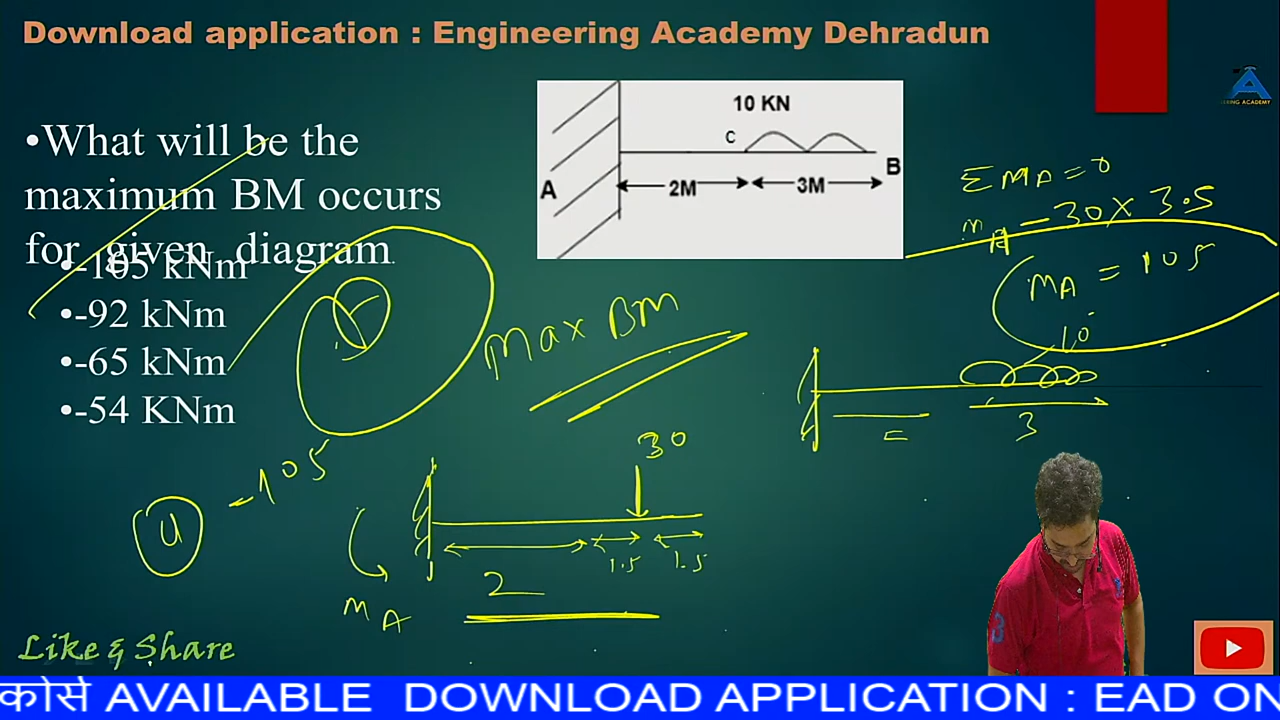 Download application : Engineering Academy Dehradun
•What will be the
maximum BM occurs
for given diagram
•-105 kNm
•-92 kNm
•-65 kNm
•-54 KNm
10 KN
C
B
A
2M
3M
ΣMA=0
MA -30×3.5
MA = 105
10
3
Max BM
30
-105
2
1.5
1.5
MA
Like & Share
कोर्स AVAILABLE DOWNLOAD APPLICATION : EAD ON